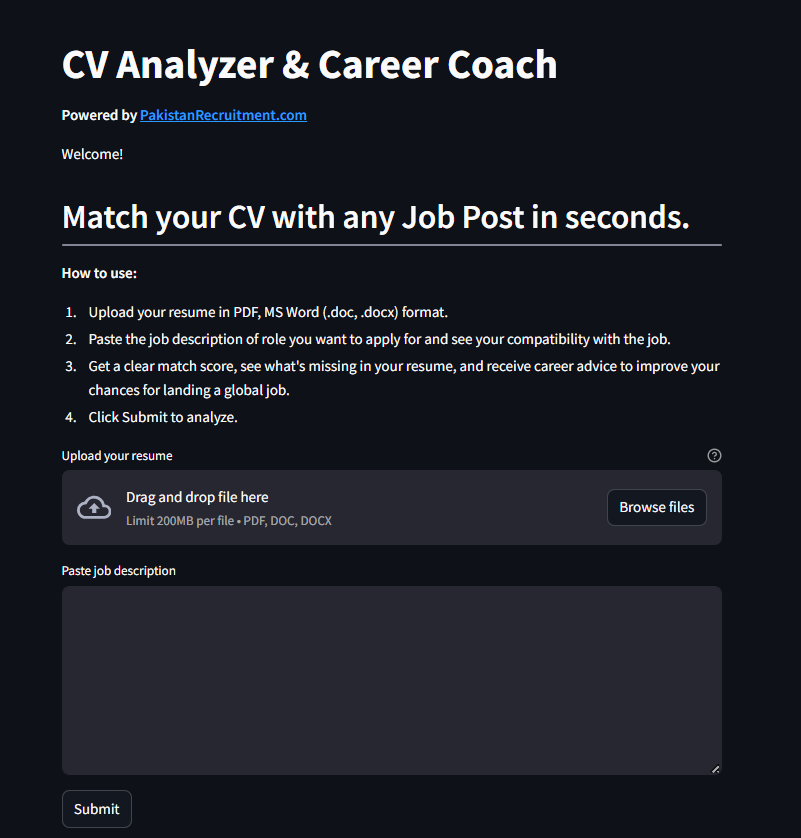 CV Analyzer & Career Coach
Powered by PakistanRecruitment.com
Welcome!
Match your CV with any Job Post in seconds.
How to use:
1. Upload your resume in PDF, MS Word (.doc, .docx) format.
2. Paste the job description of role you want to apply for and see your compatibility with the job.
3. Get a clear match score, see what's missing in your resume, and receive career advice to improve your
chances for landing a global job.
4. Click Submit to analyze.
Upload your resume
?
Drag and drop file here
Limit 200MB per file • PDF, DOC, DOCX
Browse files
Paste job description
Submit